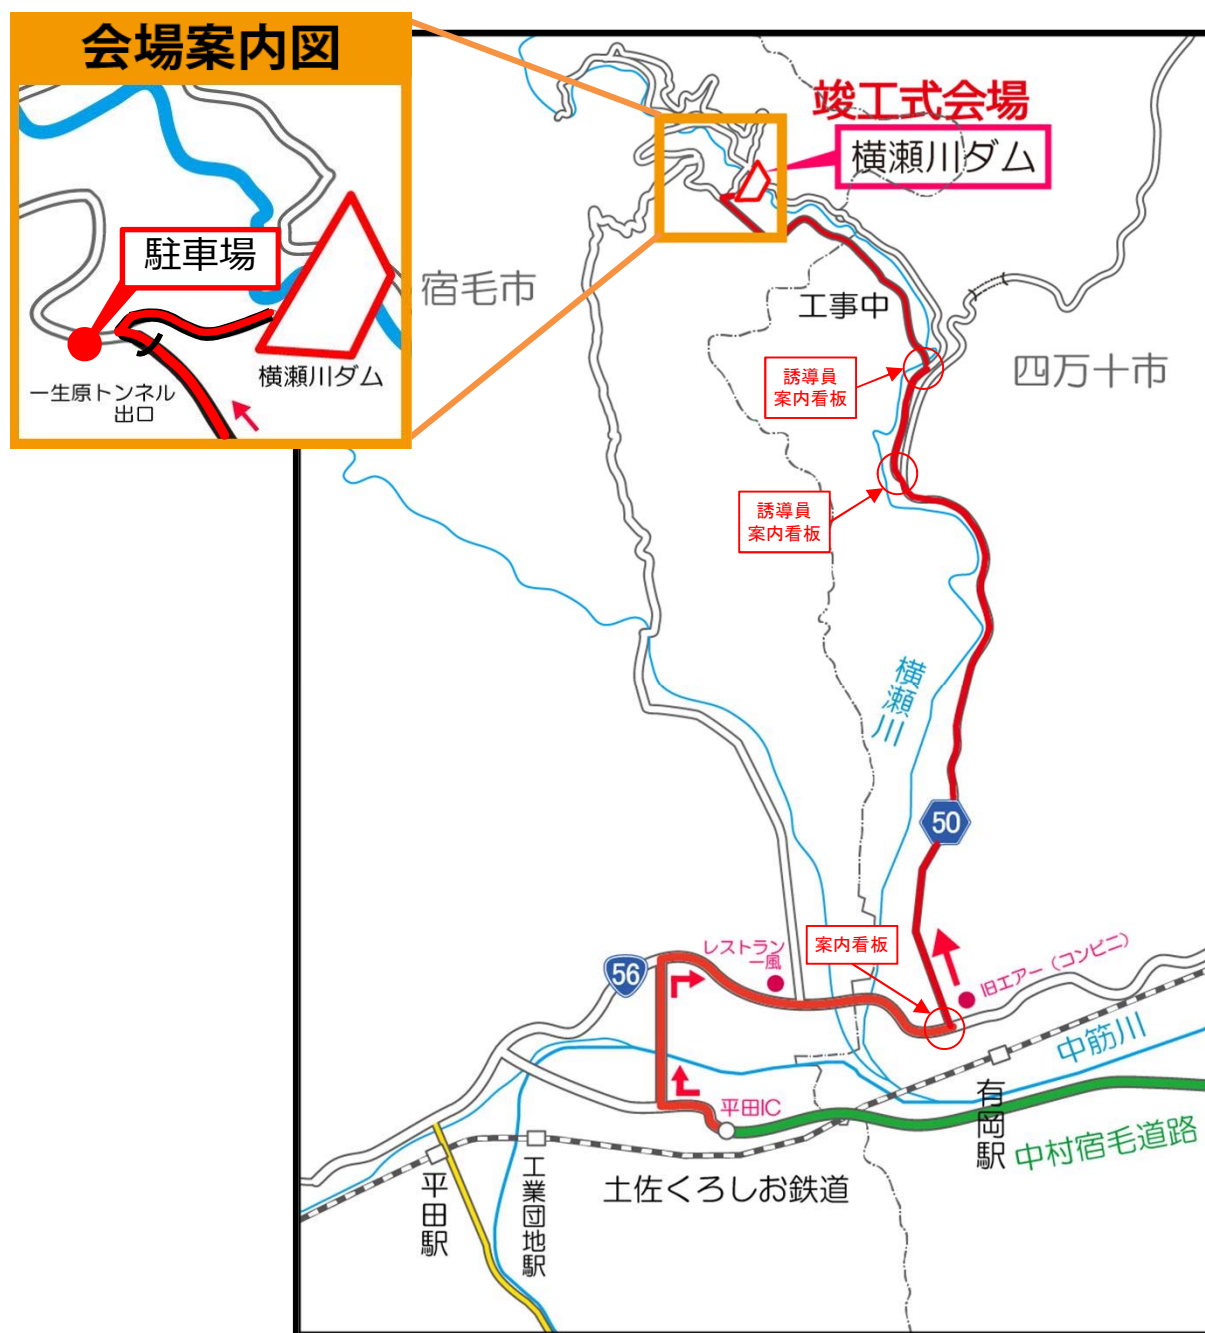 会場案内図
駐車場
一生原トンネル
出口
横瀬川ダム
竣工式会場
横瀬川ダム
宿毛市
工事中
四万十市
誘導員
案内看板
誘導員
案内看板
横瀬川
50
案内看板
レストラン
一風
56
旧エアー（コンビニ）
中筋川
平田IC
有岡駅
中村宿毛道路
土佐くろしお鉄道
平田駅
工業団地駅